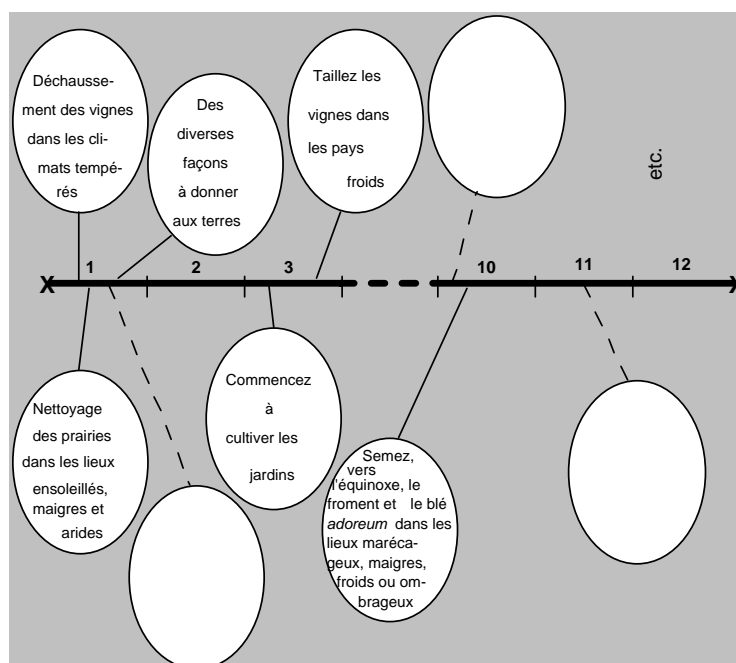 Déchausse-
ment des vignes
dans les cli-
mats tempé-
rés
Des
diverses
façons
à donner
aux terres
Taillez les
vignes dans
les pays
froids
etc.
X 1 2 3 10 11 12 X
Nettoyage
des prairies
dans les lieux
ensoleillés,
maigres et
arides
Commencez
à
cultiver les
jardins
Semez,
vers
l'équinoxe, le
froment et le blé
adoreum dans les
lieux maréca-
geux, maigres,
froids ou om-
brageux